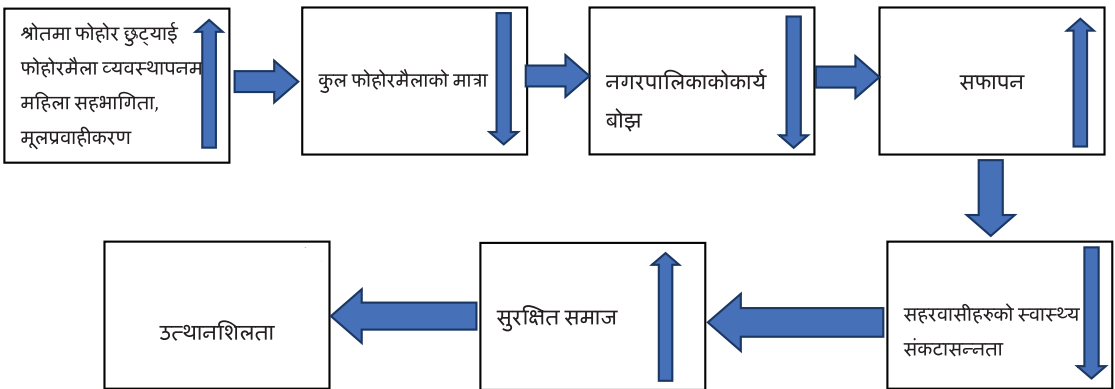 श्रोतमा फोहोर छुट्याई
फोहोरमैला व्यवस्थापनम
महिला सहभागिता,
मूलप्रवाहीकरण
कुल फोहोरमैलाको मात्रा
नगरपालिकाकोकार्य
बोझ
सफापन
सहरवासीहरुको स्वास्थ्य
संकटासन्नता
सुरक्षित समाज
उत्थानशिलता